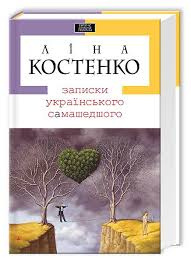 ЛІНА
КОСТЕНКО
записки
українського
самашедшого